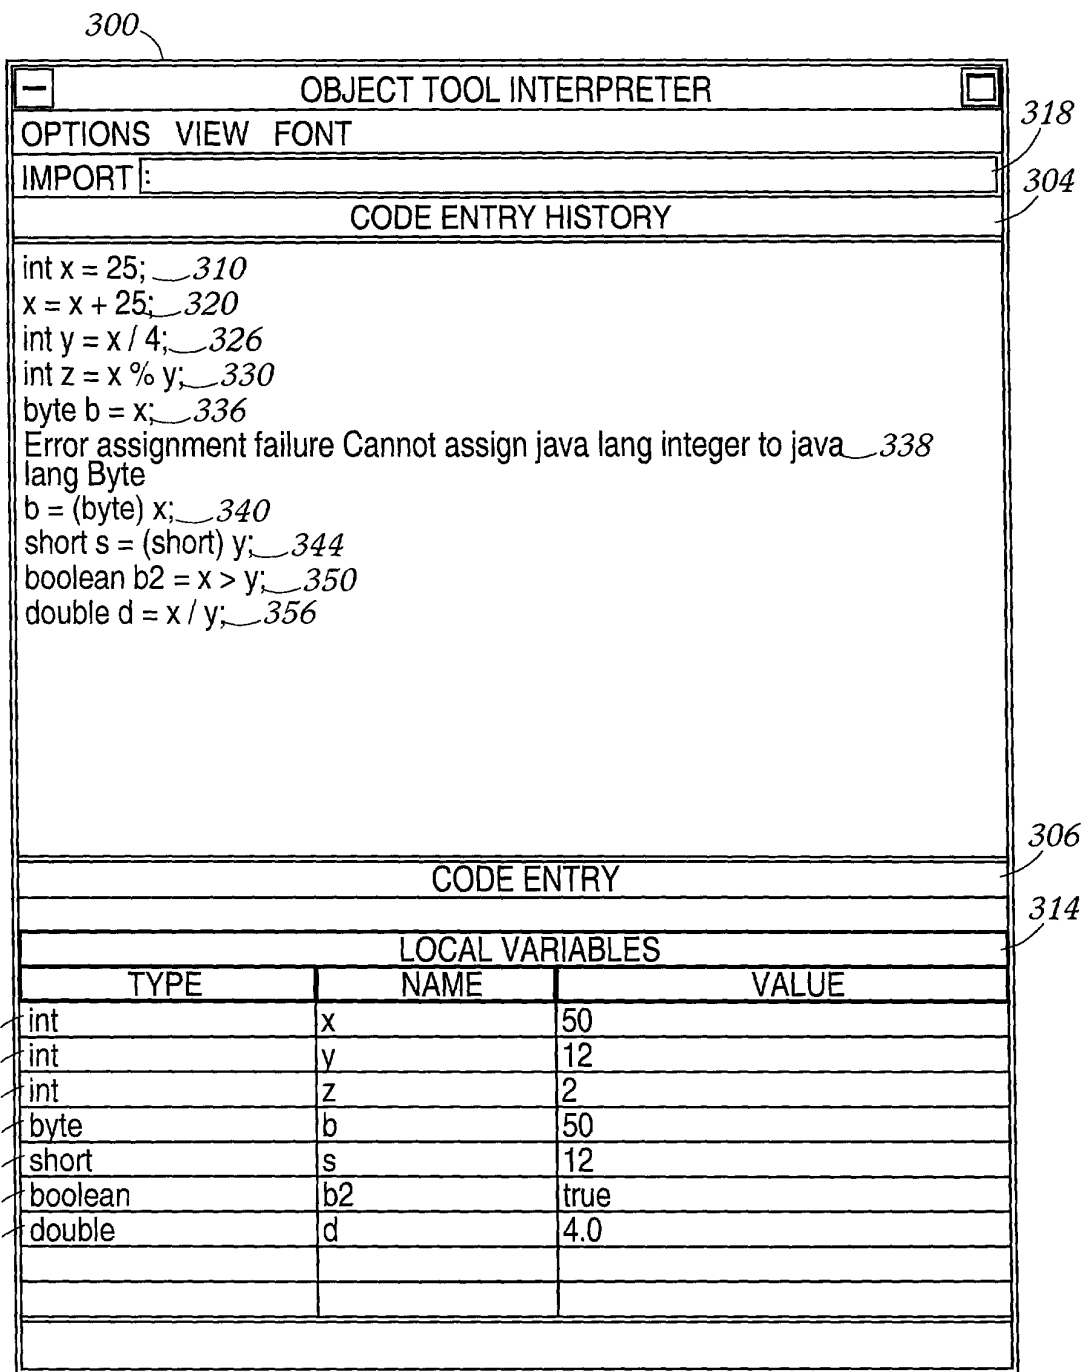 300
OBJECT TOOL INTERPRETER
OPTIONS VIEW FONT
318
IMPORT :
304
CODE ENTRY HISTORY
int x = 25; 310
x = x + 25; 320
int y = x / 4; 326
int z = x % y; 330
byte b = x; 336
Error assignment failure Cannot assign java lang integer to java 338
lang Byte
b = (byte) x; 340
short s = (short) y; 344
boolean b2 = x > y; 350
double d = x / y; 356
306
CODE ENTRY
314
LOCAL VARIABLES
TYPE NAME VALUE
int x 50
int y 12
int z 2
byte b 50
short s 12
boolean b2 true
double d 4.0